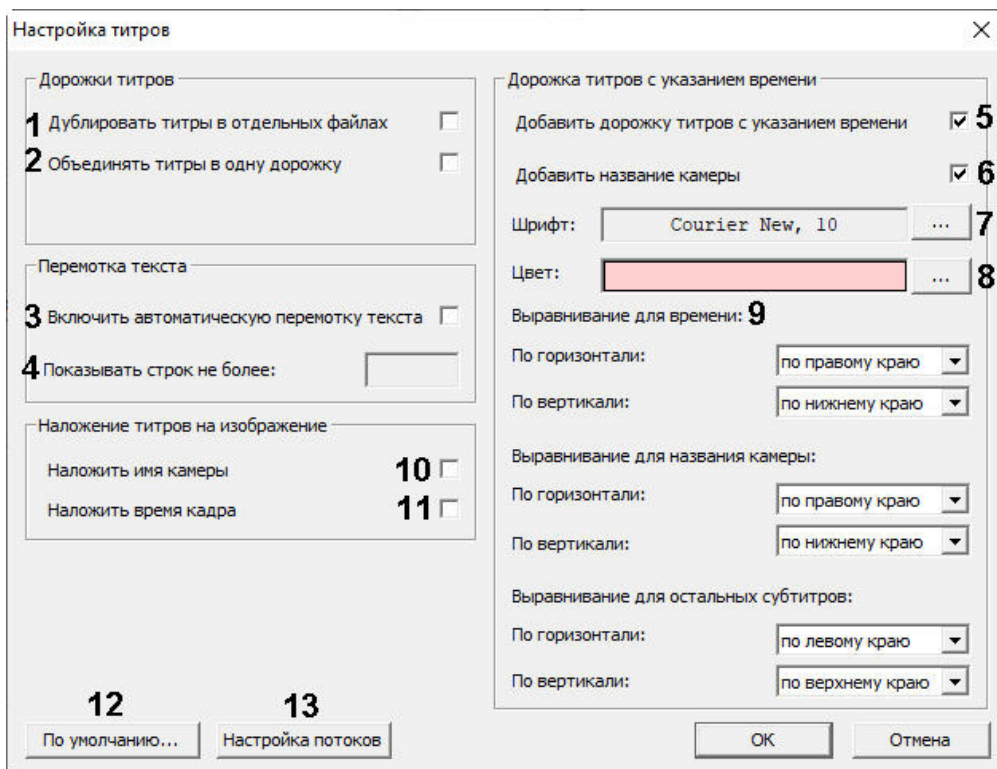 Настройка титров
Дорожки титров
1 Дублировать титры в отдельных файлах
2 Объединять титры в одну дорожку
Перемотка текста
3 Включить автоматическую перемотку текста
4 Показывать строк не более:
Наложение титров на изображение
Наложить имя камеры 10
Наложить время кадра 11
12
По умолчанию...
13
Настройка потоков
Дорожка титров с указанием времени
Добавить дорожку титров с указанием времени 5
Добавить название камеры 6
Шрифт: Courier New, 10 ... 7
Цвет: ... 8
Выравнивание для времени: 9
По горизонтали: по правому краю
По вертикали: по нижнему краю
Выравнивание для названия камеры:
По горизонтали: по правому краю
По вертикали: по нижнему краю
Выравнивание для остальных субтитров:
По горизонтали: по левому краю
По вертикали: по верхнему краю
OK Отмена